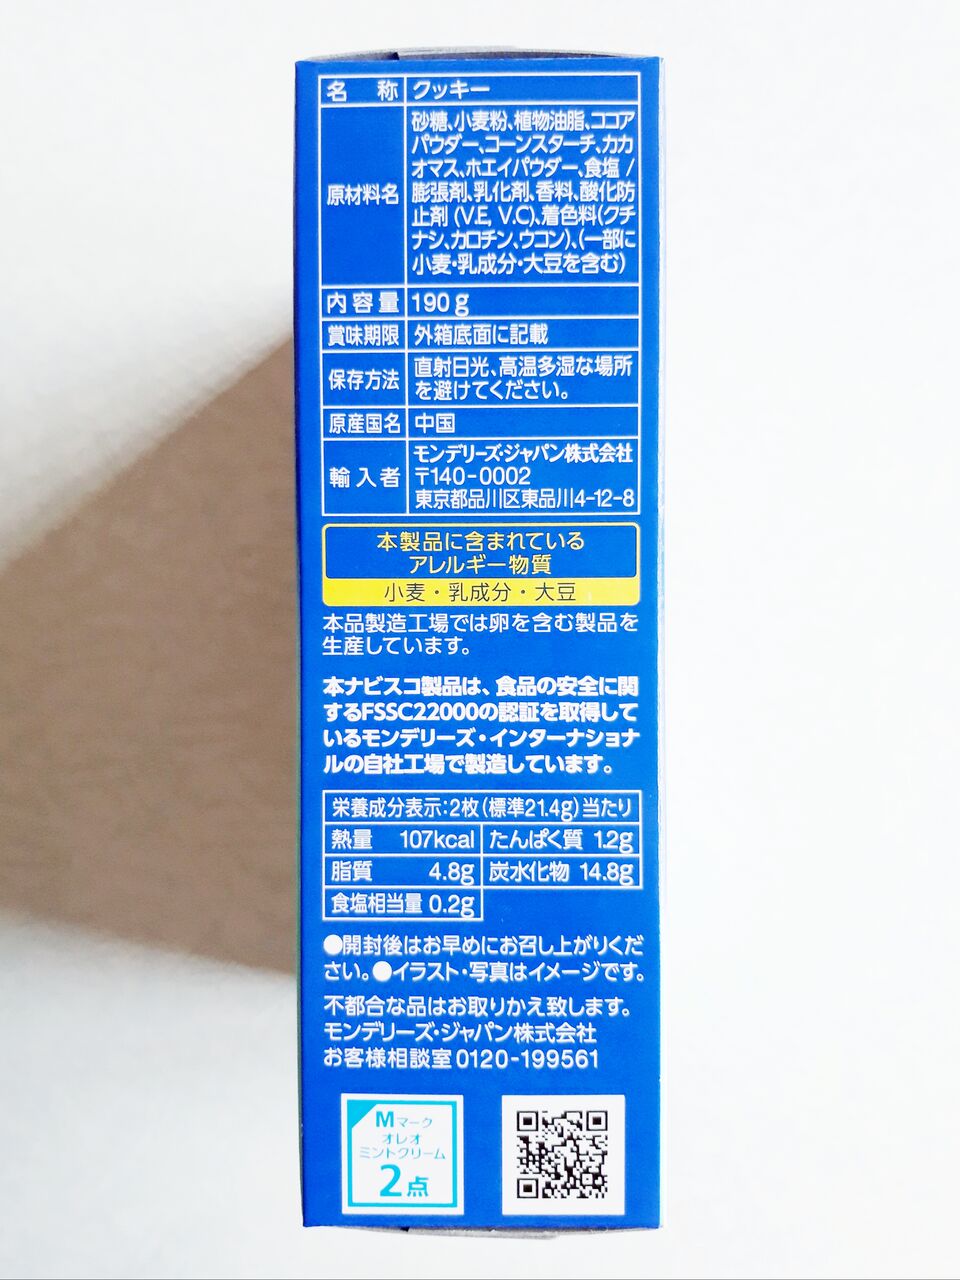 名 称 クッキー
原材料名
砂糖、小麦粉、植物油脂、ココア
パウダー、コーンスターチ、カカ
オマス、ホエイパウダー、食塩 /
膨張剤、乳化剤、香料、酸化防
止剤 (V.E, V.C)、着色料(クチ
ナシ、カロチン、ウコン)、(一部に
小麦・乳成分・大豆を含む)
内容量 190g
賞味期限 外箱底面に記載
保存方法
直射日光、高温多湿な場所
を避けてください。
原産国名 中国
輸入者
モンデリーズ・ジャパン株式会社
〒140-0002
東京都品川区東品川4-12-8
本製品に含まれている
アレルギー物質
小麦・乳成分・大豆
本品製造工場では卵を含む製品を
生産しています。
本ナビスコ製品は、食品の安全に関
するFSSC22000の認証を取得して
いるモンデリーズ・インターナショナ
ルの自社工場で製造しています。
栄養成分表示:2枚(標準21.4g)当たり
熱量 107kcal たんぱく質 1.2g
脂質 4.8g 炭水化物 14.8g
食塩相当量 0.2g
●開封後はお早めにお召し上がりくだ
さい。●イラスト・写真はイメージです。
不都合な品はお取りかえ致します。
モンデリーズ・ジャパン株式会社
お客様相談室 0120-199561
Mマーク
オレオ
ミントクリーム
2点